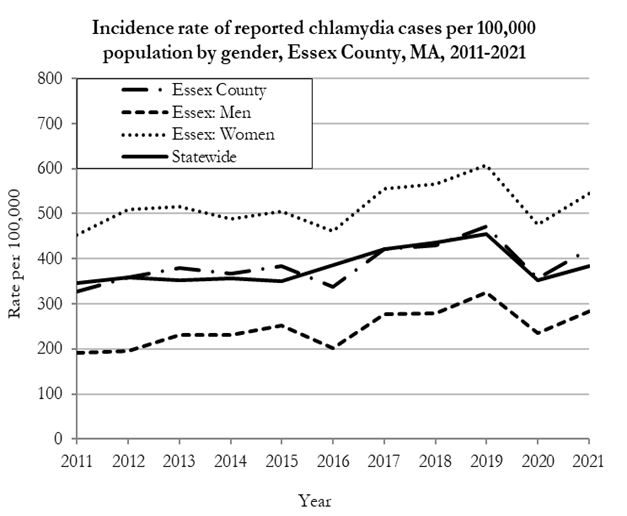 Incidence rate of reported chlamydia cases per 100,000
population by gender, Essex County, MA, 2011-2021
800
700
600
500
400
300
200
100
0
Rate per 100,000
Essex County
Essex: Men
Essex: Women
Statewide
2011 2012 2013 2014 2015 2016 2017 2018 2019 2020 2021
Year